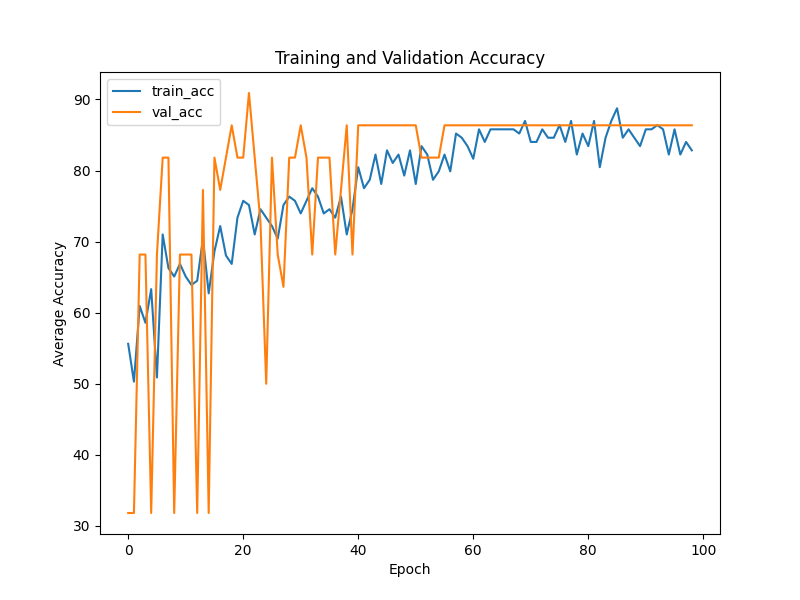 Training and Validation Accuracy
train_acc
val_acc
Average Accuracy
90
80
70
60
50
40
30
0 20 40 60 80 100
Epoch